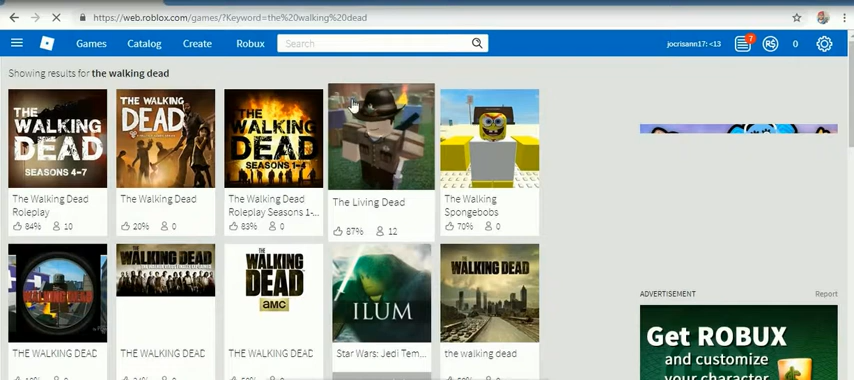 https://web.roblox.com/games/?Keyword=the%20walking%20dead
Games Catalog Create Robux Search jocrisann17: <13 7 R$ 0
Showing results for the walking dead
THE WALKING DEAD SEASONS 4-7
THE WALKING DEAD
THE WALKING DEAD SEASONS 1-4
The Walking Dead Roleplay
84% 10
The Walking Dead
20% 0
The Walking Dead Roleplay Seasons 1-...
83% 0
The Living Dead
87% 12
The Walking Spongebobs
70% 0
ADVERTISEMENT Report
WALKING DEAD
THE WALKING DEAD
THE WALKING DEAD amc
ILUM
WALKING DEAD
THE WALKING DEAD
THE WALKING DEAD
THE WALKING DEAD
Star Wars: Jedi Tem...
the walking dead
Get ROBUX
and customize
your character